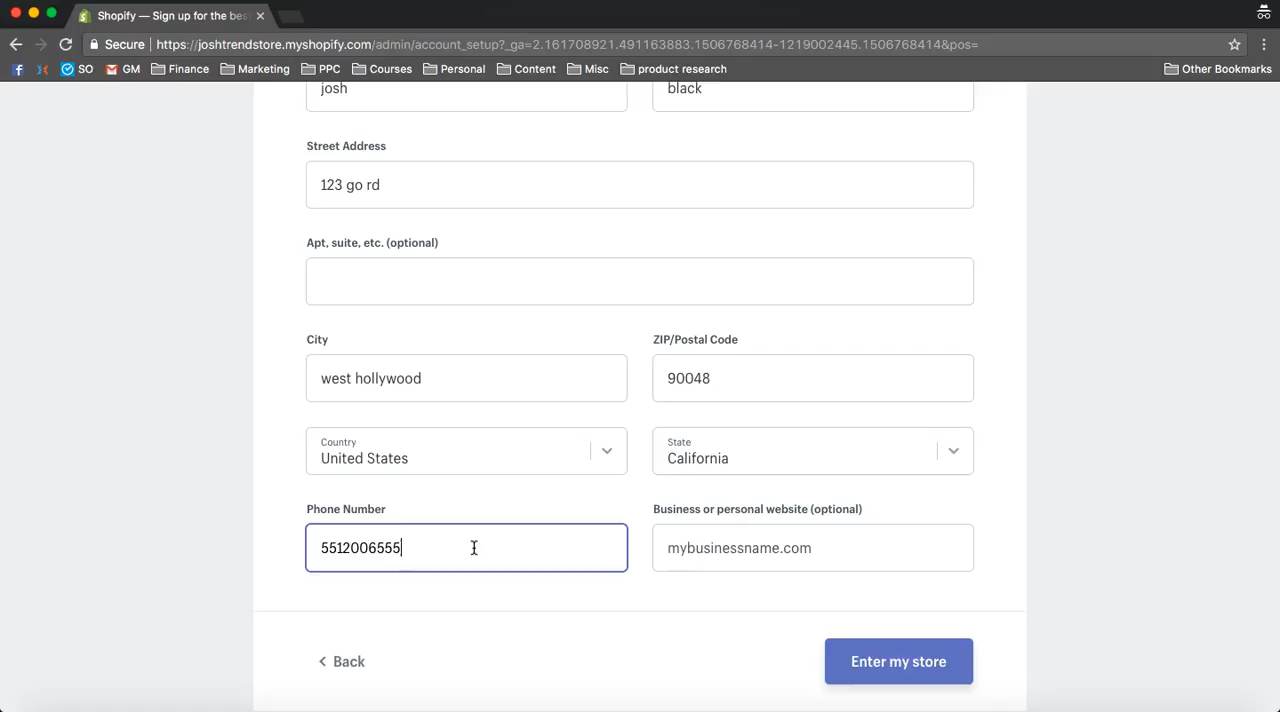 Shopify — Sign up for the bes
Secure https://joshtrendstore.myshopify.com/admin/account_setup?_ga=2.161708921.491163883.1506768414-1219002445.1506768414&pos=
SO GM Finance Marketing PPC Courses Personal Content Misc product research Other Bookmarks
josh black
Street Address
123 go rd
Apt, suite, etc. (optional)
City ZIP/Postal Code
west hollywood 90048
Country State
United States California
Phone Number Business or personal website (optional)
5512006555 mybusinessname.com
Back Enter my store